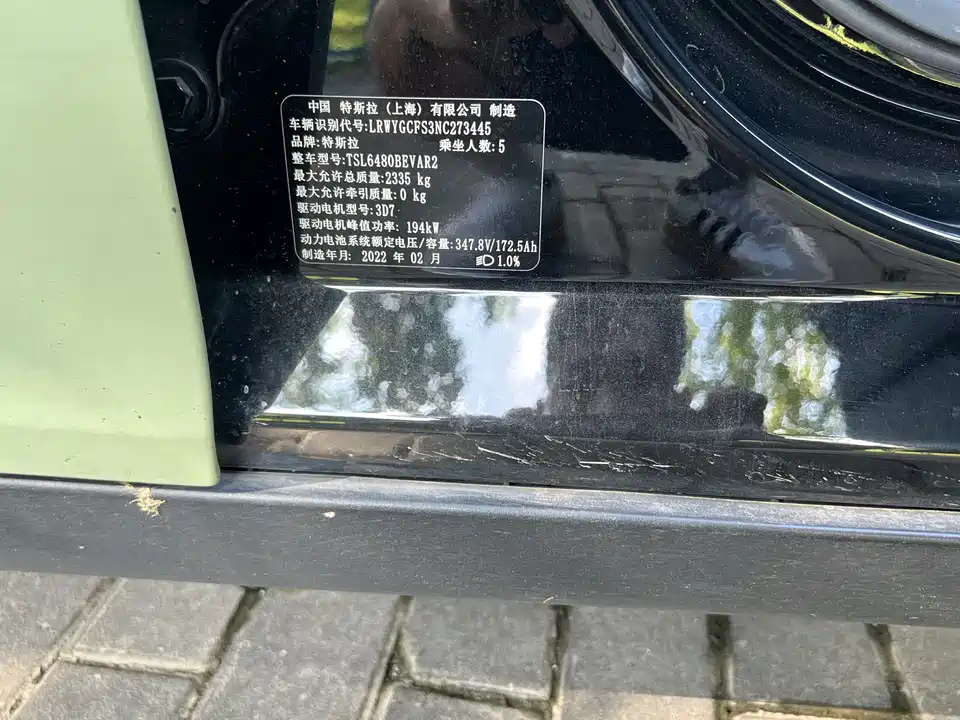 中国 特斯拉（上海）有限公司 制造
车辆识别代号:LRWYGCFS3NC273445
品牌:特斯拉 乘坐人数:5
整车型号:TSL6480BEVAR2
最大允许总质量:2335 kg
最大允许牵引质量:0 kg
驱动电机型号:3D7
驱动电机峰值功率: 194kW
动力电池系统额定电压/容量:347.8V/172.5Ah
制造年月: 2022 年 02 月 1.0%